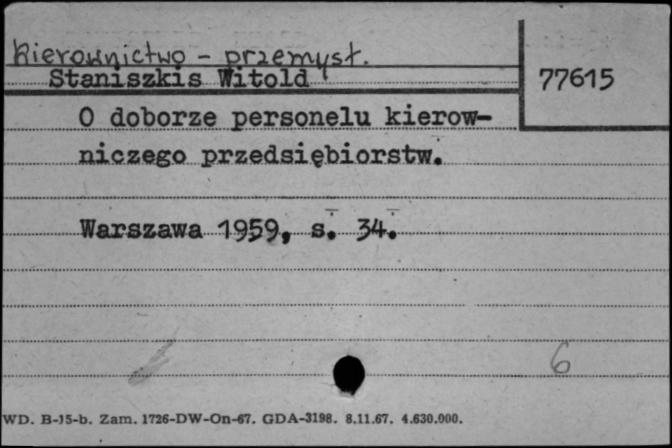 Kierownictwo - przemysł.
Staniszkis Witold
77615
O doborze personelu kierow-
niczego przedsiębiorstw.
Warszawa 1959, s. 34.
6
WD. B-15-b. Zam. 1726-DW-On-67. GDA-3198. 8.11.67. 4.630.000.